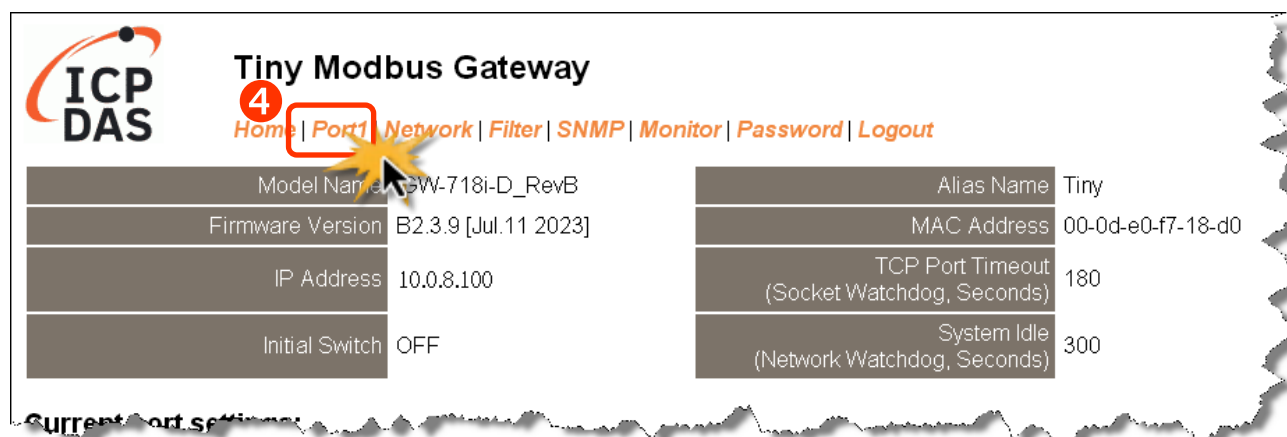 ICP
DAS
Tiny Modbus Gateway
4
Home | Port1 | Network | Filter | SNMP | Monitor | Password | Logout
Model Name GW-718i-D_RevB Alias Name Tiny
Firmware Version B2.3.9 [Jul.11 2023] MAC Address 00-0d-e0-f7-18-d0
IP Address 10.0.8.100 TCP Port Timeout
(Socket Watchdog, Seconds) 180
Initial Switch OFF System Idle
(Network Watchdog, Seconds) 300
Current port settings: